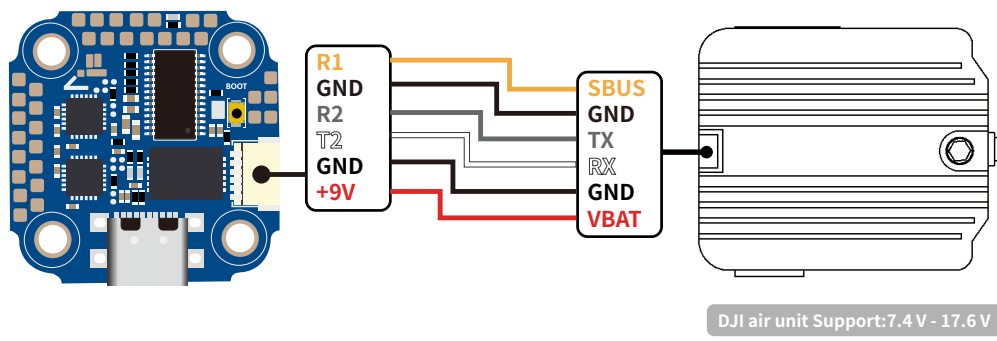 BOOT
R1
GND
R2
T2
GND
+9V
SBUS
GND
TX
RX
GND
VBAT
DJI air unit Support:7.4 V - 17.6 V